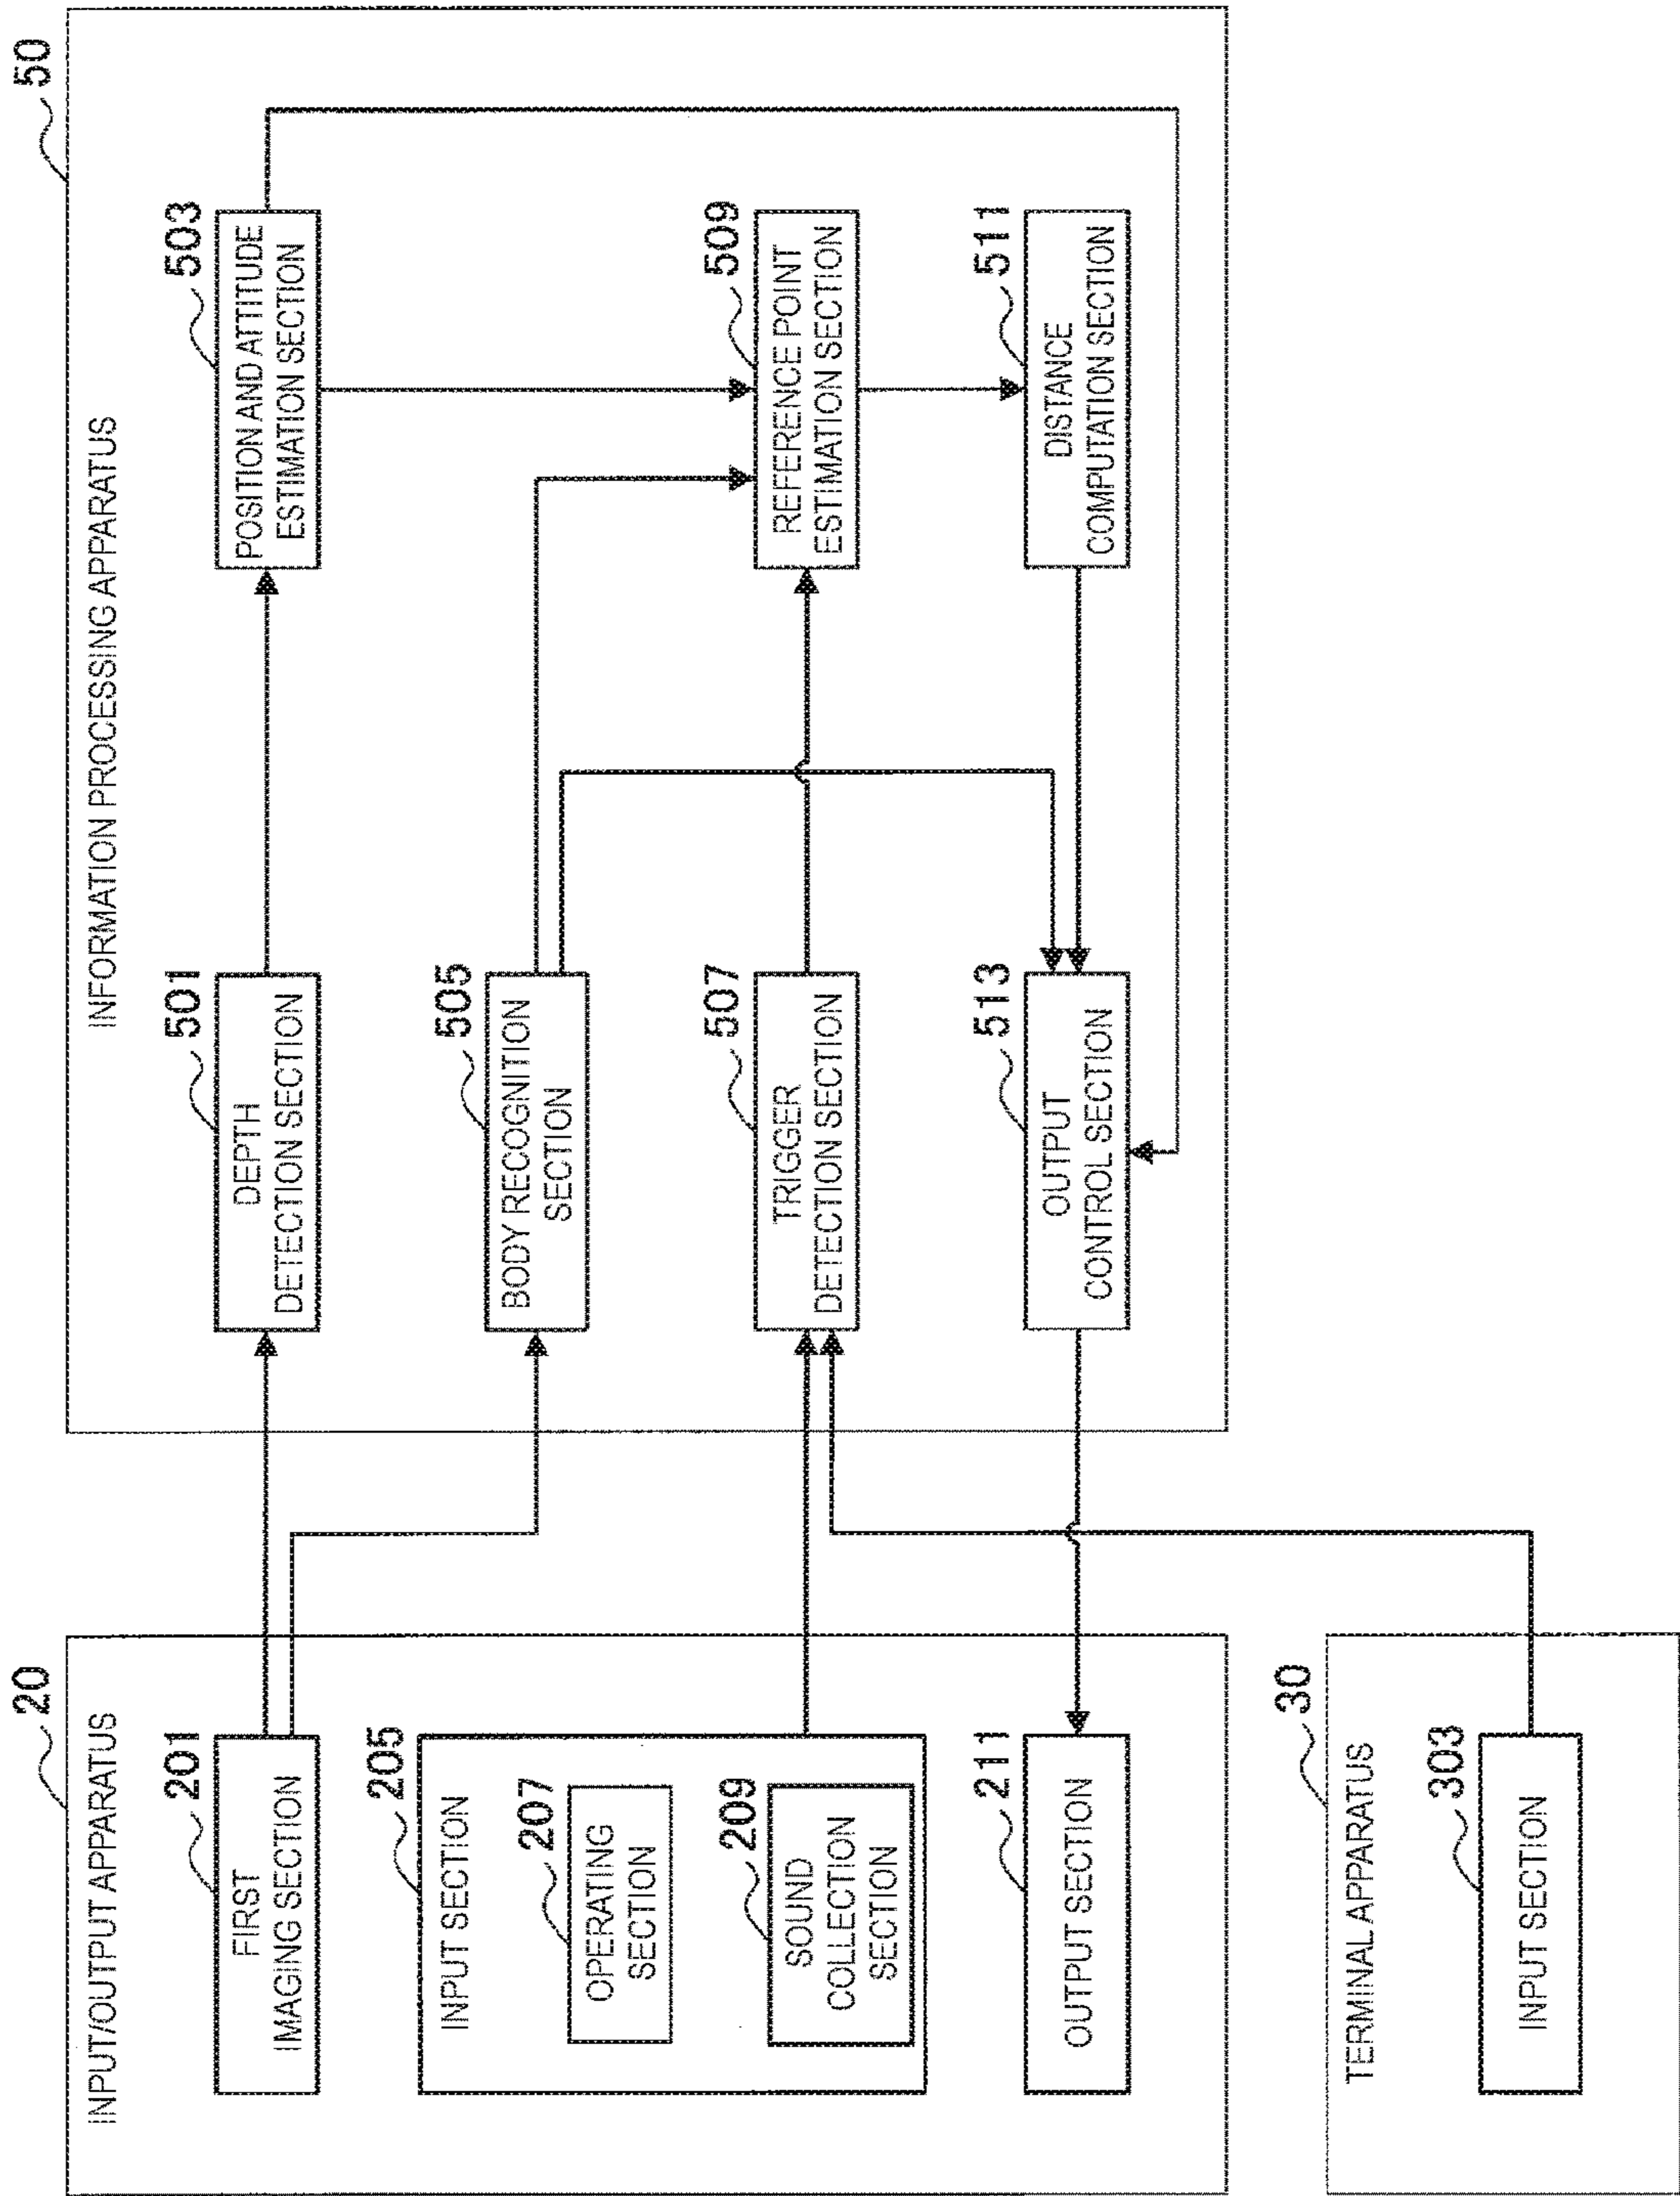 20
INPUT/OUTPUT APPARATUS
201
FIRST
IMAGING SECTION
205
INPUT SECTION
207
OPERATING
SECTION
209
SOUND
COLLECTION
SECTION
211
OUTPUT SECTION
30
TERMINAL APPARATUS
303
INPUT SECTION
50
INFORMATION PROCESSING APPARATUS
501
DEPTH
DETECTION SECTION
503
POSITION AND ATTITUDE
ESTIMATION SECTION
505
BODY RECOGNITION
SECTION
507
TRIGGER
DETECTION SECTION
509
REFERENCE POINT
ESTIMATION SECTION
513
OUTPUT
CONTROL SECTION
511
DISTANCE
COMPUTATION SECTION